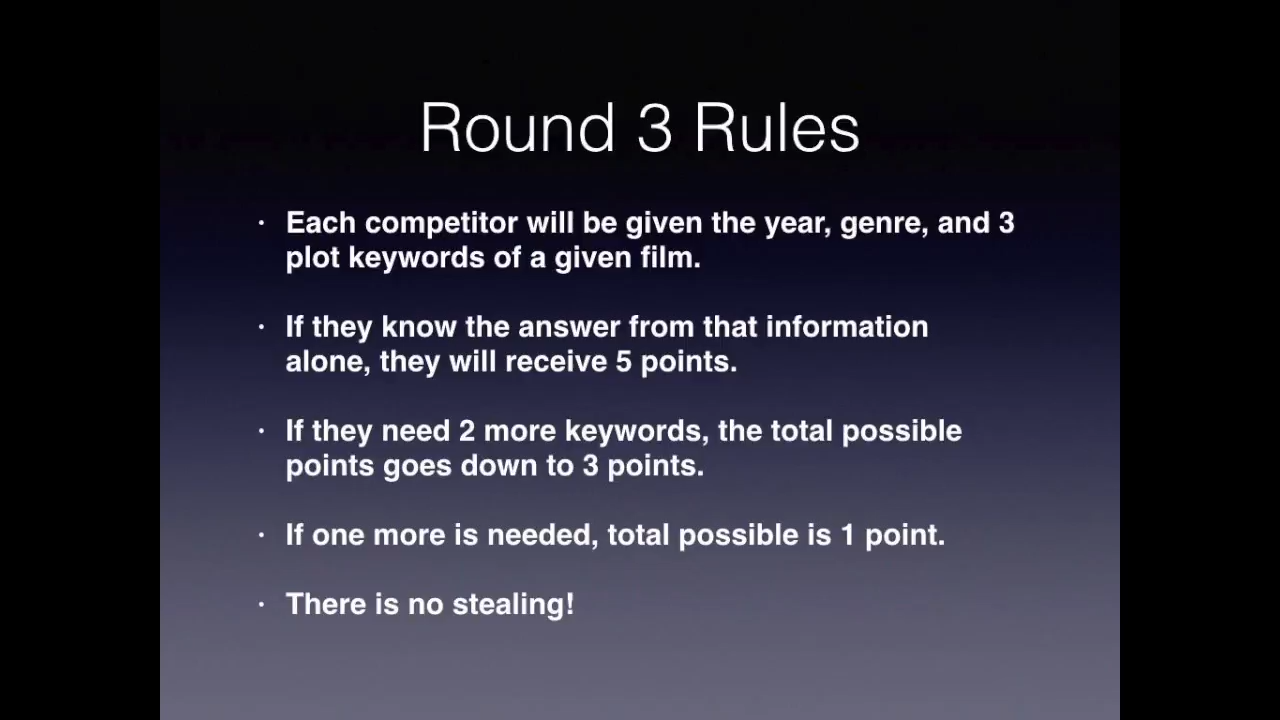 Round 3 Rules
· Each competitor will be given the year, genre, and 3
plot keywords of a given film.
· If they know the answer from that information
alone, they will receive 5 points.
· If they need 2 more keywords, the total possible
points goes down to 3 points.
· If one more is needed, total possible is 1 point.
· There is no stealing!